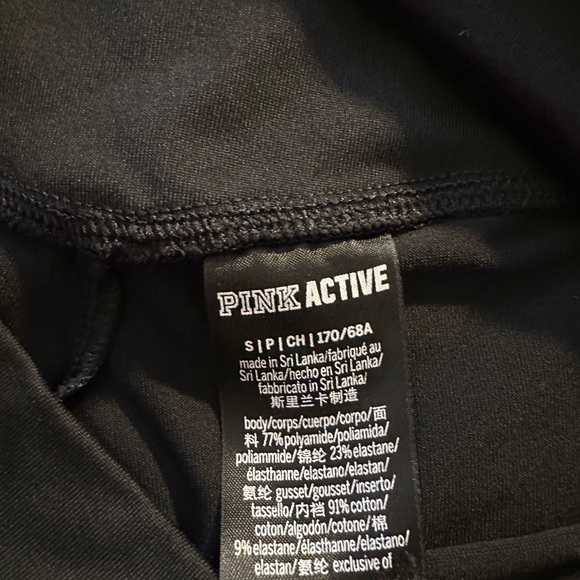 PINK ACTIVE
S | P | CH | 170/68A
made in Sri Lanka/fabriqué au
Sri Lanka/hecho en Sri Lanka/
fabbricato in Sri Lanka/
斯里兰卡制造
body/corps/cuerpo/corpo/面
料 77% polyamide/poliamida/
poliammide/锦纶 23% elastane/
élasthanne/elastano/elastan/
氨纶 gusset/gousset/inserto/
tassello/内裆 91% cotton/
coton/algodón/cotone/棉
9% elastane/élasthanne/elastano/
elastan/氨纶 exclusive of